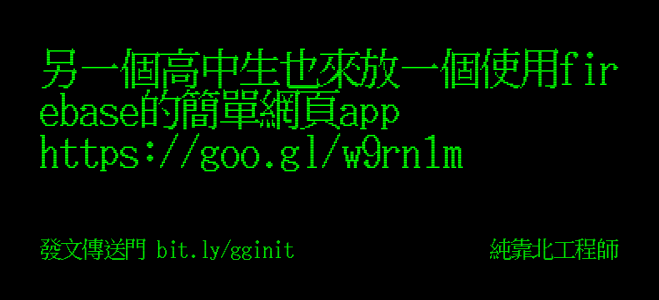 另一個高中生也來放一個使用fir
ebase的簡單網頁app
https://goo.gl/w9rn1m
發文傳送門 bit.ly/gginit
純靠北工程師